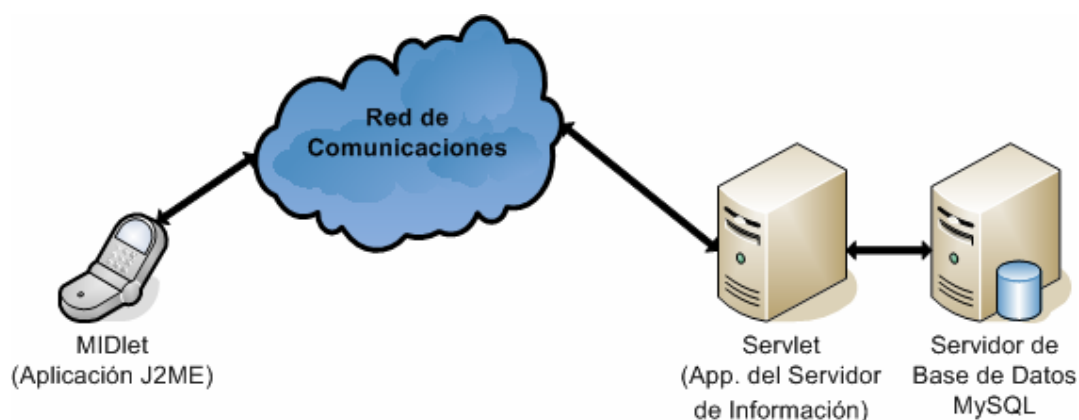 Red de
Comunicaciones
MIDlet
(Aplicación J2ME)
Servlet
(App. del Servidor
de Información)
Servidor de
Base de Datos
MySQL